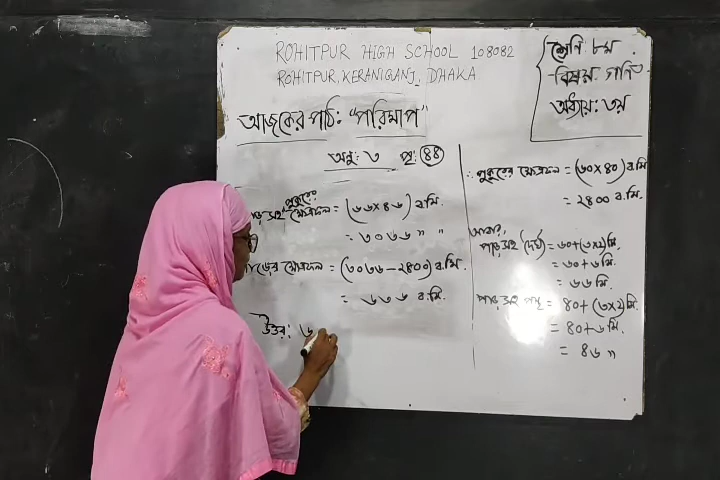 ROHITPUR HIGH SCHOOL 108082
ROHITPUR, KERANIGANJ, DHAKA
শ্রেণি: ৮ম
বিষয়: গণিত
অধ্যায়: ৩য়
আজকের পাঠ: "পরিমাপ"
অনু: ৩ পৃ: ৪৪
পুকুরের
ক্ষেত্রফল = (৬৬×৪৬) ব.মি.
= ৩০৩৬ " "
ক্ষেত্রফল = (৩০৩৬ – ২৪০০) ব.মি.
= ৬৩৬ ব.মি.
উত্তর: ৬
∴ পুকুরের ক্ষেত্রফল = (৬০×৪০) ব.মি
= ২৪০০ ব.মি.
আবার,
পাড়সহ (দৈর্ঘ্য) = ৬০+(৩×২)মি.
= ৬০+৬ মি.
= ৬৬ মি.
পাড়সহ প্রস্থ = ৪০+ (৩×২)মি.
= ৪০+৬ মি.
= ৪৬ "